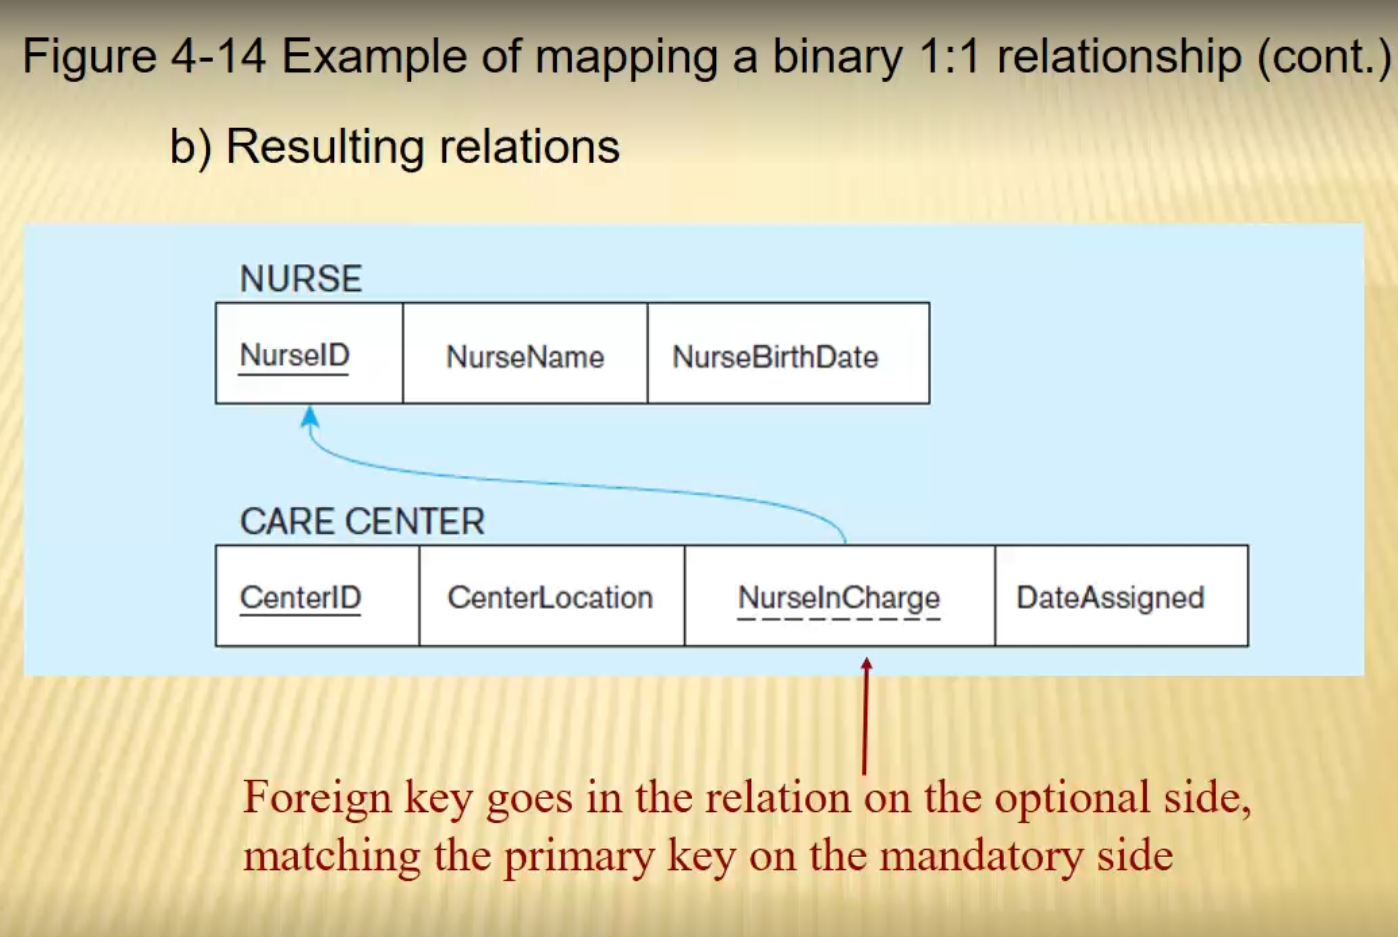 Figure 4-14 Example of mapping a binary 1:1 relationship (cont.)
b) Resulting relations
NURSE
NurseID NurseName NurseBirthDate
CARE CENTER
CenterID CenterLocation NurseInCharge DateAssigned
Foreign key goes in the relation on the optional side,
matching the primary key on the mandatory side